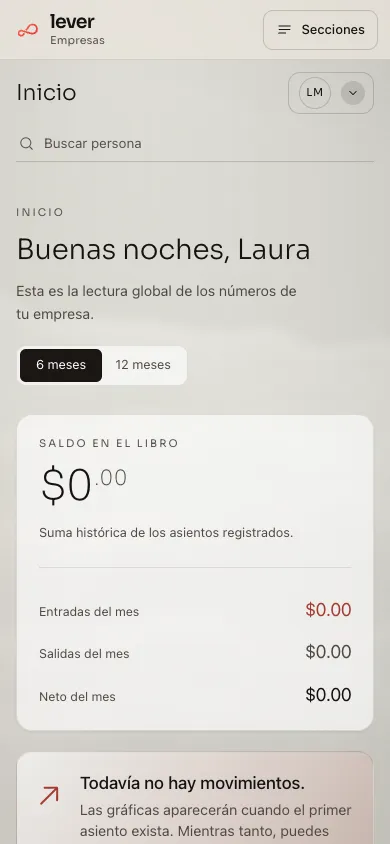 lever
Empresas
Secciones
Inicio
LM
Buscar persona
INICIO
Buenas noches, Laura
Esta es la lectura global de los números de
tu empresa.
6 meses
12 meses
SALDO EN EL LIBRO
$0.00
Suma histórica de los asientos registrados.
Entradas del mes
$0.00
Salidas del mes
$0.00
Neto del mes
$0.00
Todavía no hay movimientos.
Las gráficas aparecerán cuando el primer
asiento exista. Mientras tanto, puedes